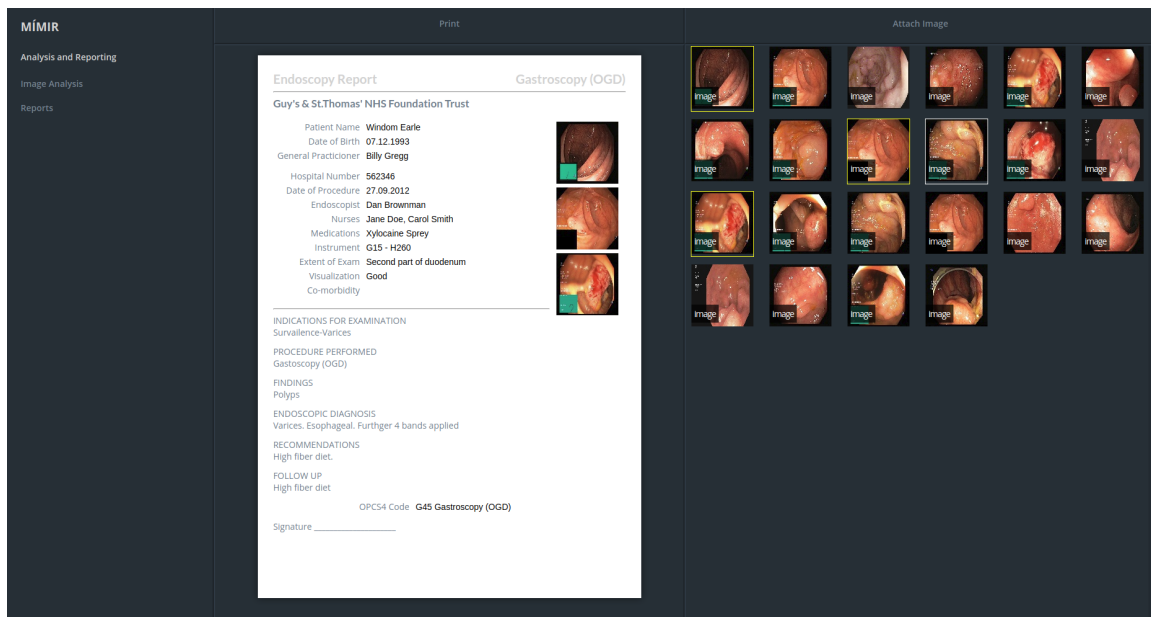 MÍMIR
Analysis and Reporting
Image Analysis
Reports
Print
Endoscopy Report
Gastroscopy (OGD)
Guy's & St.Thomas' NHS Foundation Trust
Patient Name Windom Earle
Date of Birth 07.12.1993
General Practicioner Billy Gregg
Hospital Number 562346
Date of Procedure 27.09.2012
Endoscopist Dan Brownman
Nurses Jane Doe, Carol Smith
Medications Xylocaine Sprey
Instrument G15 - H260
Extent of Exam Second part of duodenum
Visualization Good
Co-morbidity
INDICATIONS FOR EXAMINATION
Survailence-Varices
PROCEDURE PERFORMED
Gastoscopy (OGD)
FINDINGS
Polyps
ENDOSCOPIC DIAGNOSIS
Varices. Esophageal. Furthger 4 bands applied
RECOMMENDATIONS
High fiber diet.
FOLLOW UP
High fiber diet
OPCS4 Code G45 Gastroscopy (OGD)
Signature ___________________
Attach Image
image image image image image image
image image image image image image
image image image image image image
image image image image